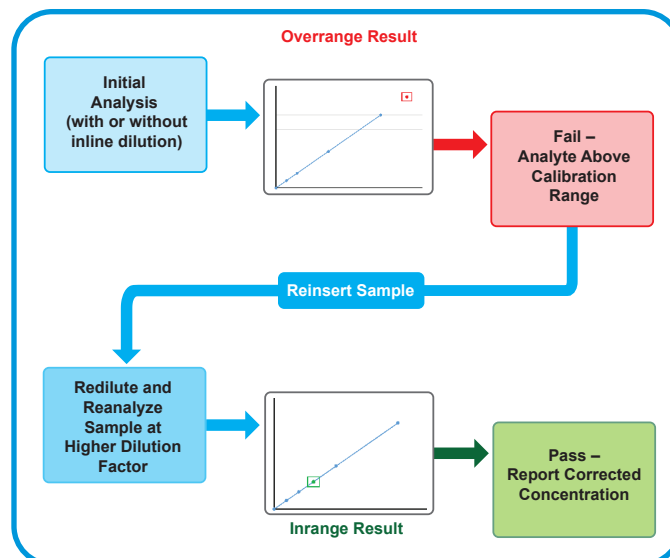 Overrange Result
Initial
Analysis
(with or without
inline dilution)
Fail –
Analyte Above
Calibration
Range
Reinsert Sample
Redilute and
Reanalyze
Sample at
Higher Dilution
Factor
Pass –
Report Corrected
Concentration
Inrange Result